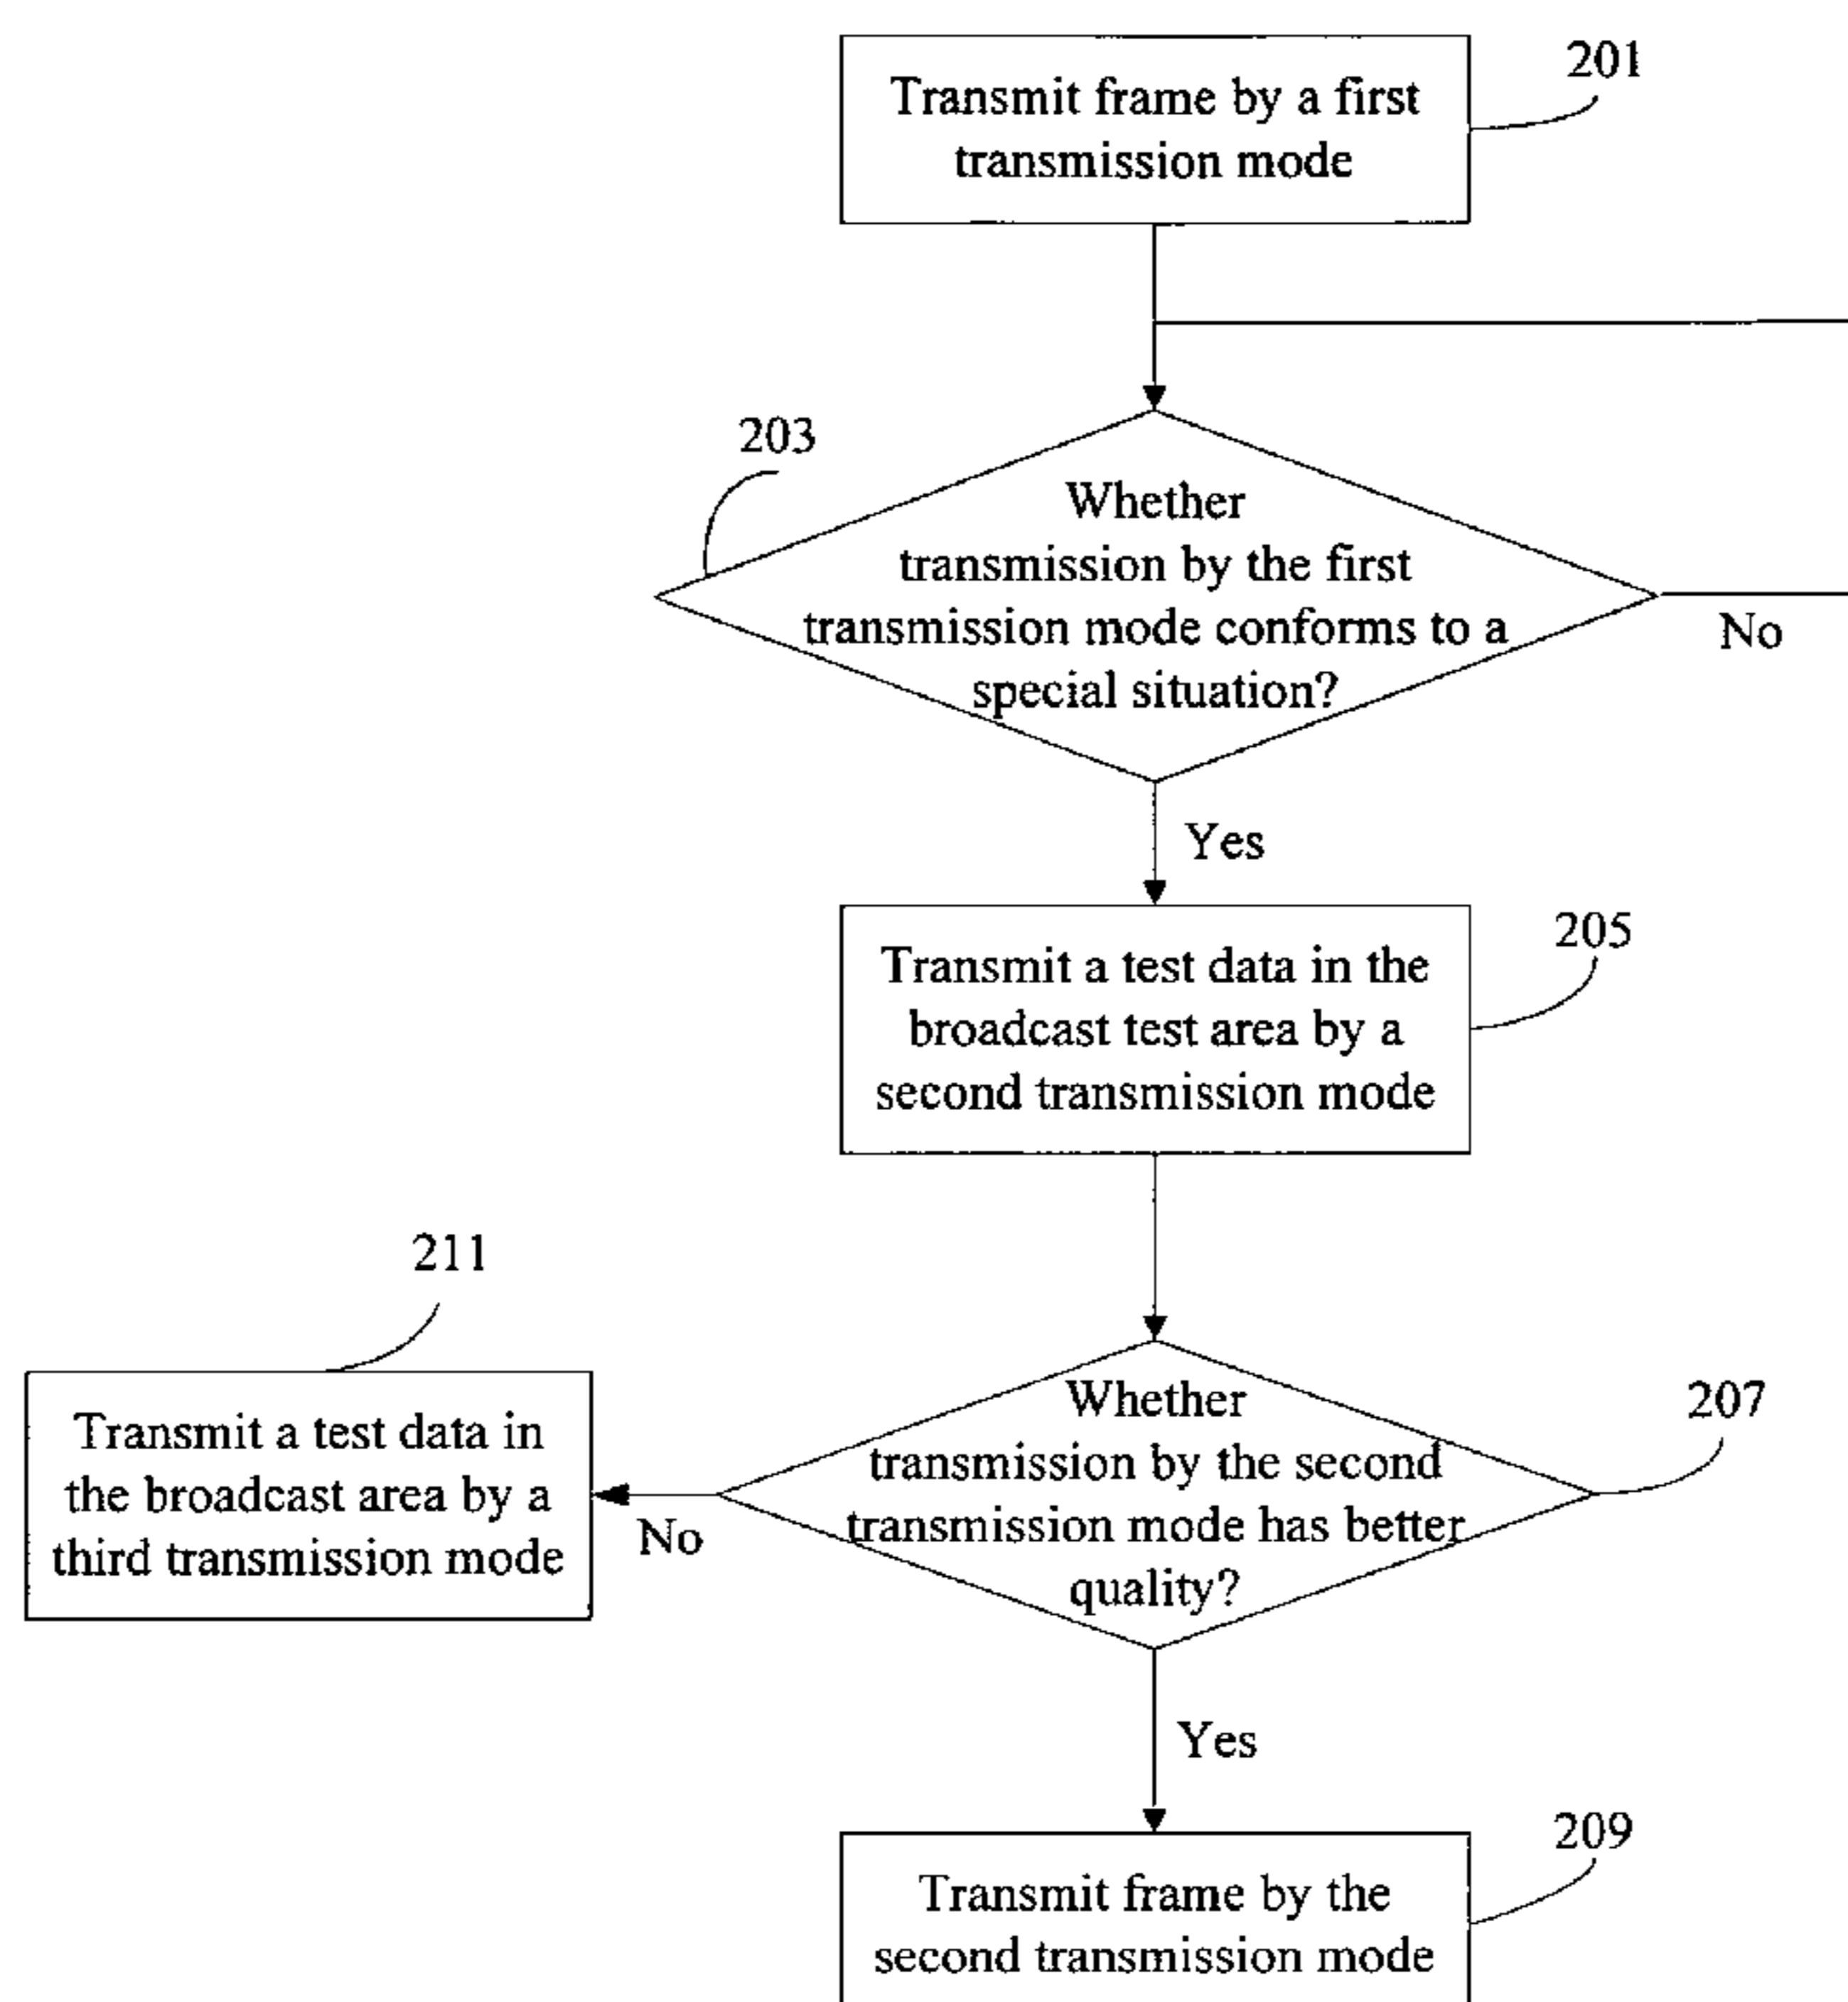 201
Transmit frame by a first
transmission mode
203
Whether
transmission by the first
transmission mode conforms to a
special situation?
No
Yes
205
Transmit a test data in the
broadcast test area by a
second transmission mode
211
Transmit a test data in
the broadcast area by a
third transmission mode
No
207
Whether
transmission by the second
transmission mode has better
quality?
Yes
209
Transmit frame by the
second transmission mode